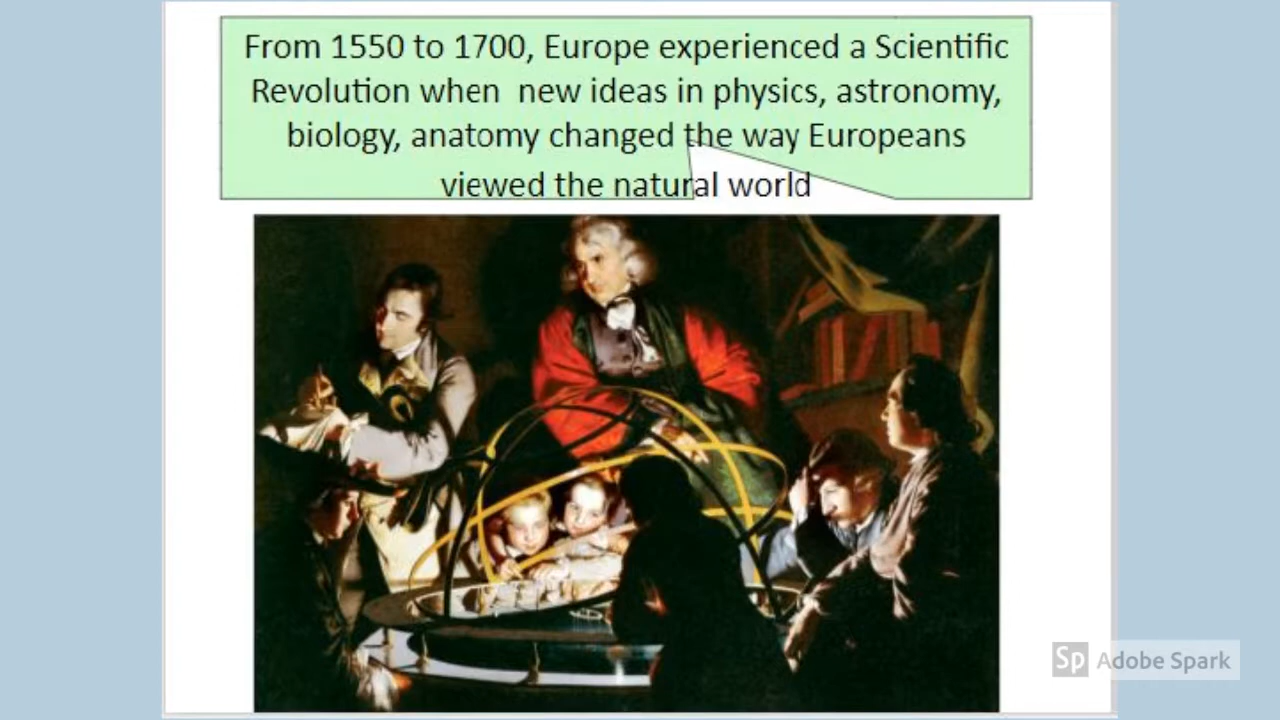 From 1550 to 1700, Europe experienced a Scientific
Revolution when  new ideas in physics, astronomy,
biology, anatomy changed the way Europeans
viewed the natural world
Sp Adobe Spark